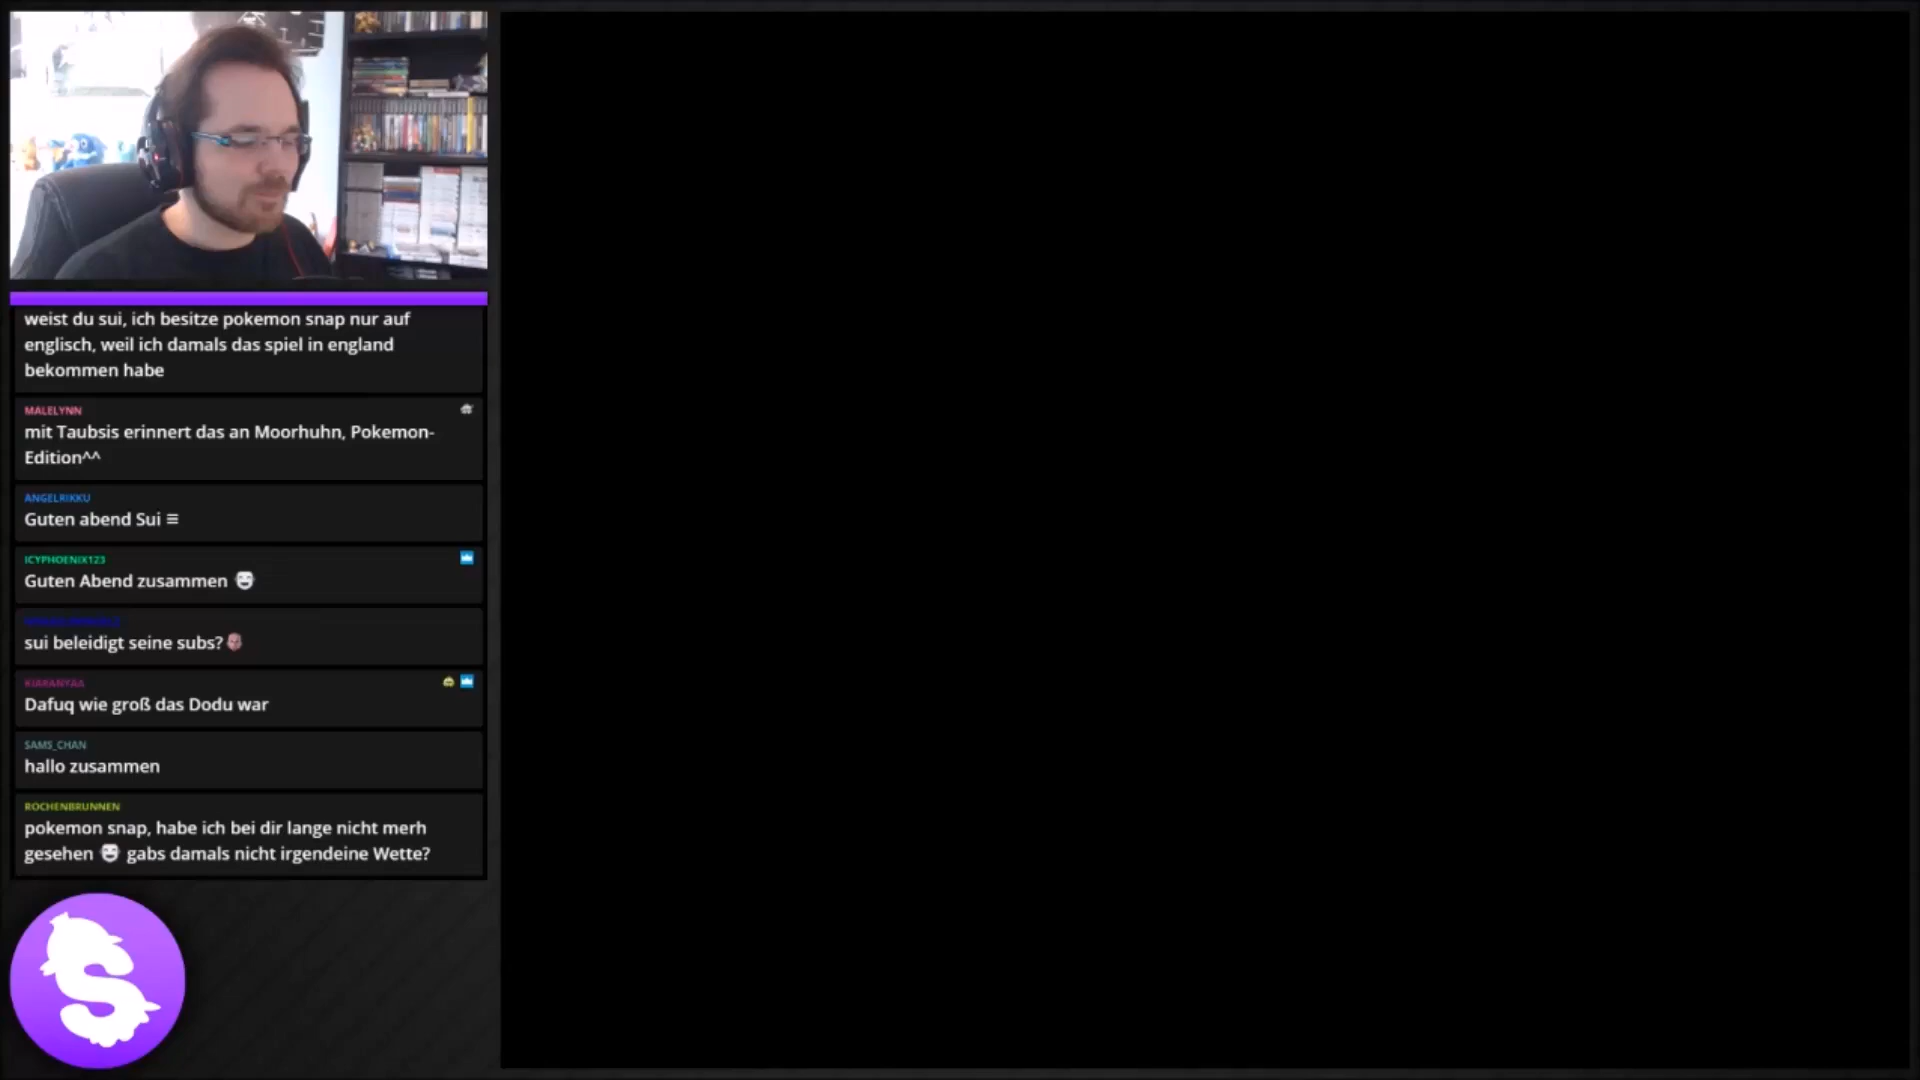 weist du sui, ich besitze pokemon snap nur auf
englisch, weil ich damals das spiel in england
bekommen habe
MALELYNN
mit Taubsis erinnert das an Moorhuhn, Pokemon-
Edition^^
ANGELRIKKU
Guten abend Sui
ICYPHOENIX123
Guten Abend zusammen
sui beleidigt seine subs?
KIARANYAA
Dafuq wie groß das Dodu war
SAMS_CHAN
hallo zusammen
ROCHENBRUNNEN
pokemon snap, habe ich bei dir lange nicht merh
gesehen gabs damals nicht irgendeine Wette?
S